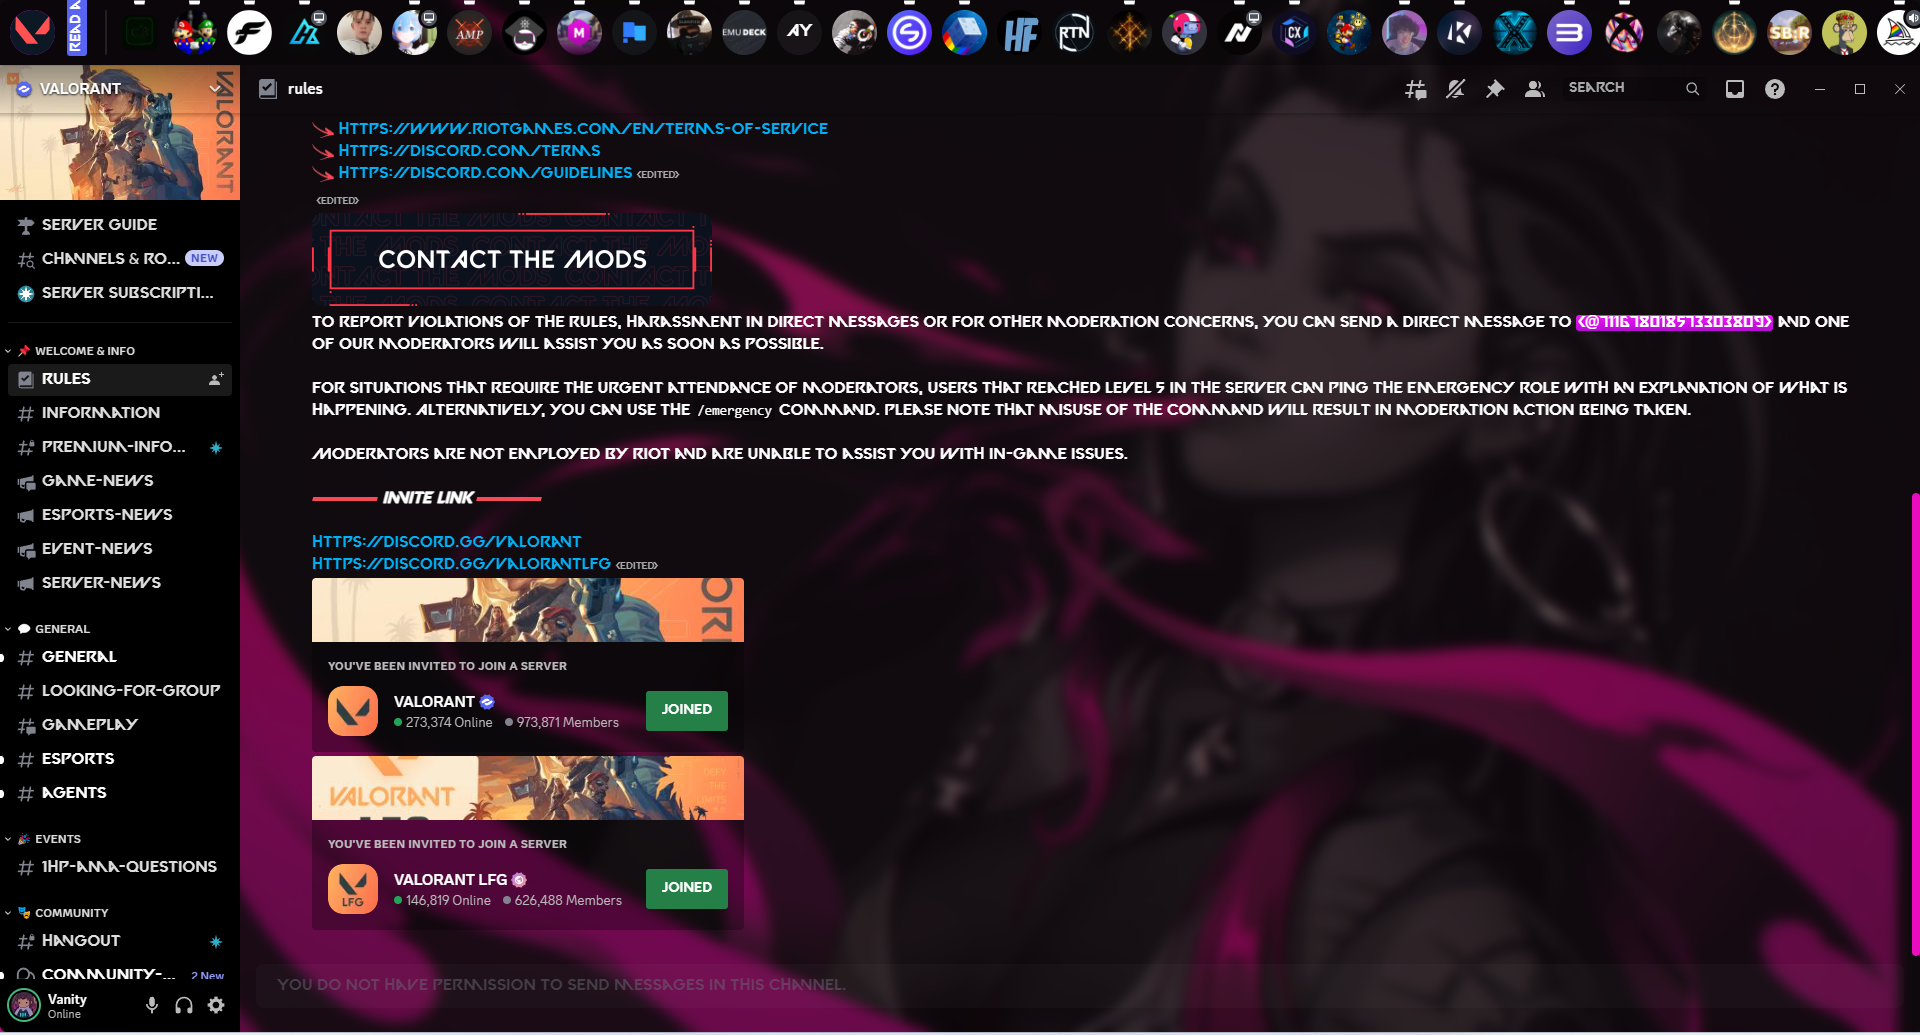 READ A
AMP
EMUDECK
AY
HF
RTN
CX
SB:R
VALORANT
rules
SEARCH
VALORANT
HTTPS://WWW.RIOTGAMES.COM/EN/TERMS-OF-SERVICE
HTTPS://DISCORD.COM/TERMS
HTTPS://DISCORD.COM/GUIDELINES (EDITED)
(EDITED)
CONTACT THE MODS
TO REPORT VIOLATIONS OF THE RULES, HARASSMENT IN DIRECT MESSAGES OR FOR OTHER MODERATION CONCERNS, YOU CAN SEND A DIRECT MESSAGE TO <@7111678018573303809> AND ONE
OF OUR MODERATORS WILL ASSIST YOU AS SOON AS POSSIBLE.
FOR SITUATIONS THAT REQUIRE THE URGENT ATTENDANCE OF MODERATORS, USERS THAT REACHED LEVEL 5 IN THE SERVER CAN PING THE EMERGENCY ROLE WITH AN EXPLANATION OF WHAT IS
HAPPENING. ALTERNATIVELY, YOU CAN USE THE /emergency COMMAND. PLEASE NOTE THAT MISUSE OF THE COMMAND WILL RESULT IN MODERATION ACTION BEING TAKEN.
MODERATORS ARE NOT EMPLOYED BY RIOT AND ARE UNABLE TO ASSIST YOU WITH IN-GAME ISSUES.
INVITE LINK
HTTPS://DISCORD.GG/VALORANT
HTTPS://DISCORD.GG/VALORANTLFG (EDITED)
YOU'VE BEEN INVITED TO JOIN A SERVER
VALORANT
273,374 Online 973,871 Members
JOINED
VALORANT
LFG
DEFY
THE
LIMITS
YOU'VE BEEN INVITED TO JOIN A SERVER
LFG
VALORANT LFG
146,819 Online 626,488 Members
JOINED
YOU DO NOT HAVE PERMISSION TO SEND MESSAGES IN THIS CHANNEL.
SERVER GUIDE
CHANNELS & RO... NEW
SERVER SUBSCRIPTI...
WELCOME & INFO
RULES
INFORMATION
PREMIUM-INFO...
GAME-NEWS
ESPORTS-NEWS
EVENT-NEWS
SERVER-NEWS
GENERAL
GENERAL
LOOKING-FOR-GROUP
GAMEPLAY
ESPORTS
AGENTS
EVENTS
1HP-AMA-QUESTIONS
COMMUNITY
HANGOUT
COMMUNITY-... 2 New
Vanity
Online